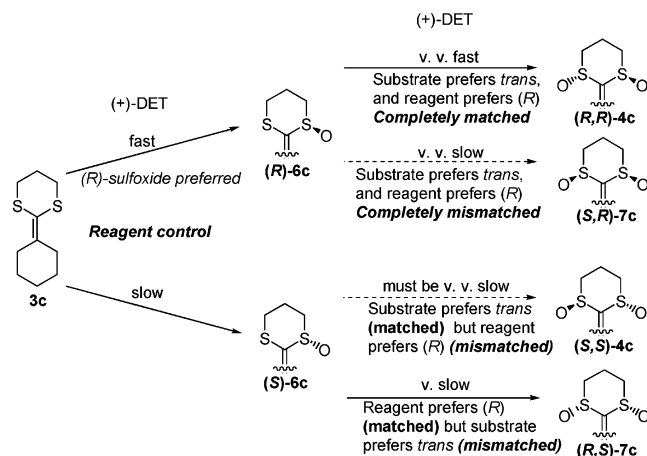 (+)-DET
v. v. fast
Substrate prefers trans,
and reagent prefers (R)
Completely matched
S
S
O
O
(R,R)-4c
(+)-DET
fast
(R)-sulfoxide preferred
S
S
O
(R)-6c
v. v. slow
Substrate prefers trans,
and reagent prefers (R)
Completely mismatched
S
S
O
O
(S,R)-7c
S
S
3c
Reagent control
slow
S
S
O
(S)-6c
must be v. v. slow
Substrate prefers trans
(matched) but reagent
prefers (R) (mismatched)
S
S
O
O
(S,S)-4c
v. slow
Reagent prefers (R)
(matched) but substrate
prefers trans (mismatched)
S
S
O
O
(R,S)-7c